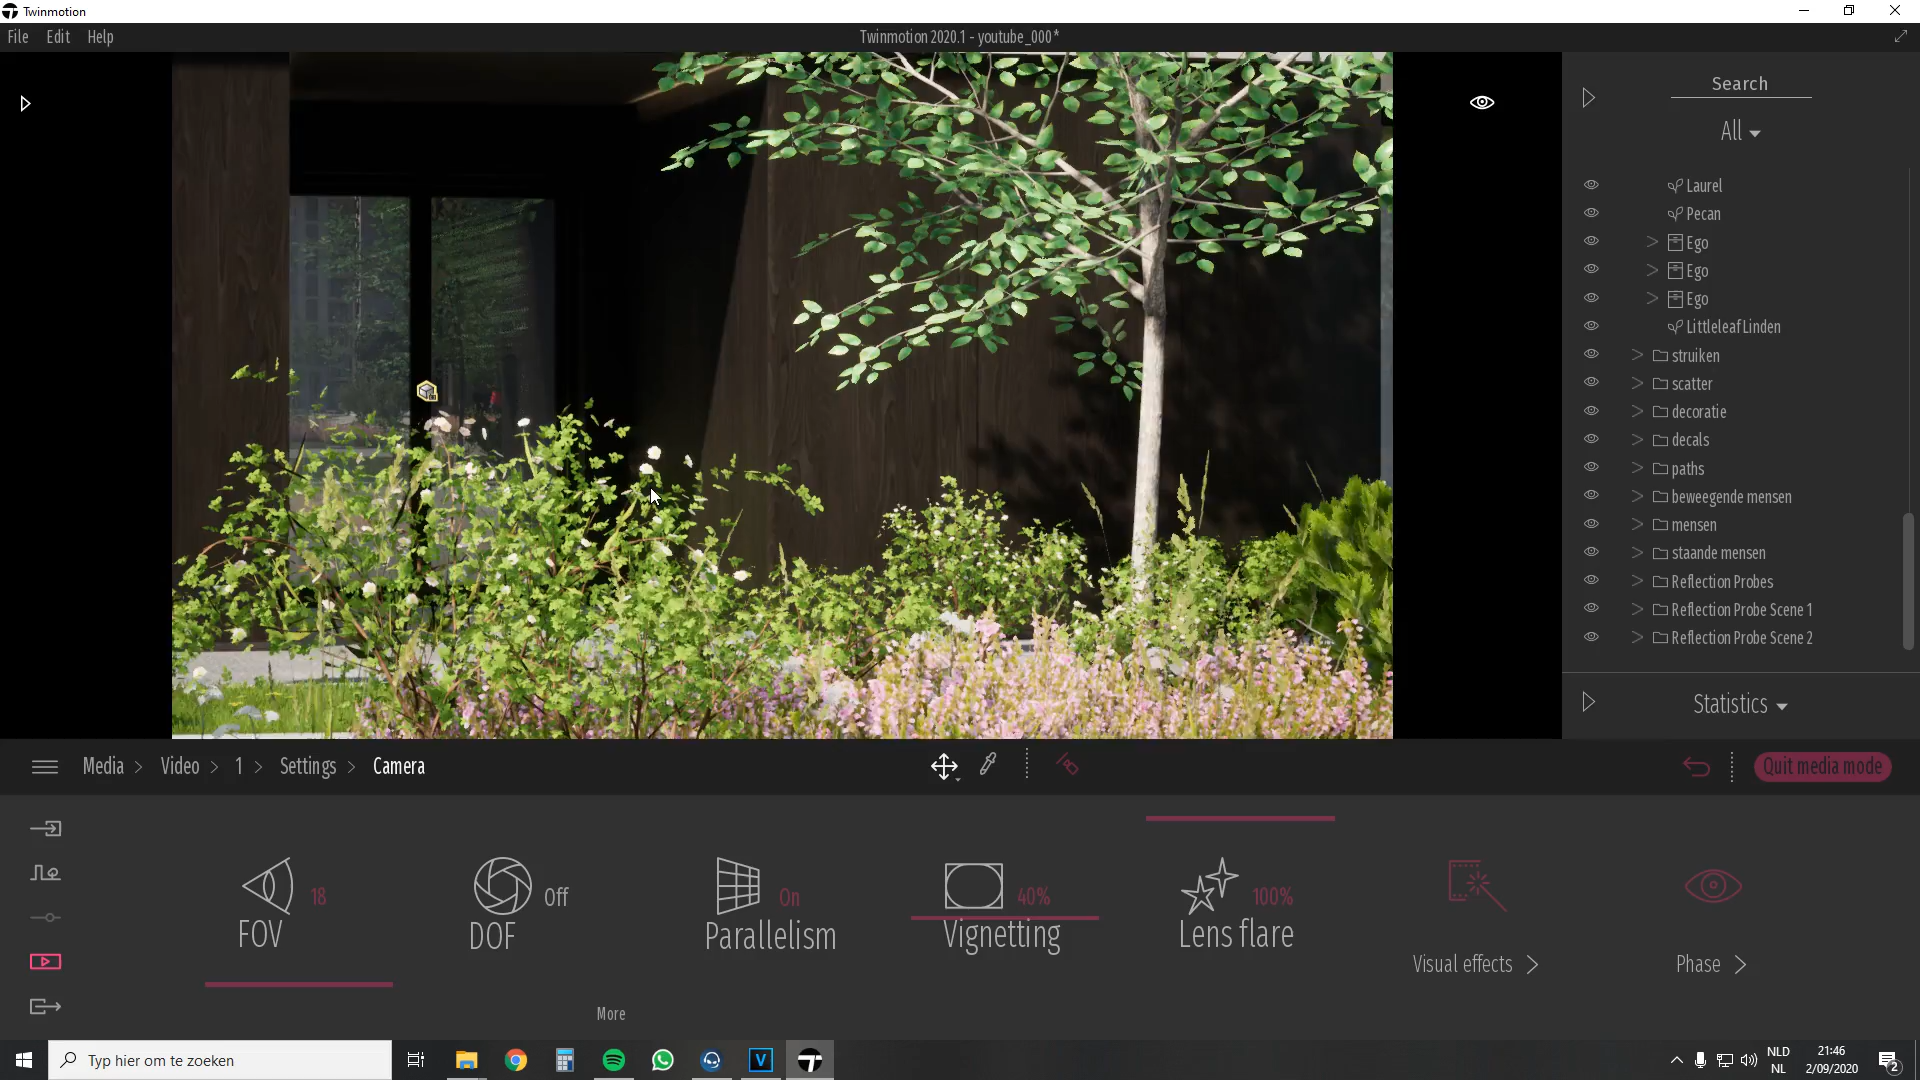 Twinmotion
File Edit Help
Twinmotion 2020.1 - youtube_000*
Search
All
Laurel
Pecan
Ego
Ego
Ego
Littleleaf Linden
struiken
scatter
decoratie
decals
paths
beweegende mensen
mensen
staande mensen
Reflection Probes
Reflection Probe Scene 1
Reflection Probe Scene 2
Statistics
Media > Video > 1 > Settings > Camera
Quit media mode
18
FOV
Off
DOF
On
Parallelism
40%
Vignetting
100%
Lens flare
Visual effects >
Phase >
More
Typ hier om te zoeken
NLD
NL
21:46
2/09/2020
2